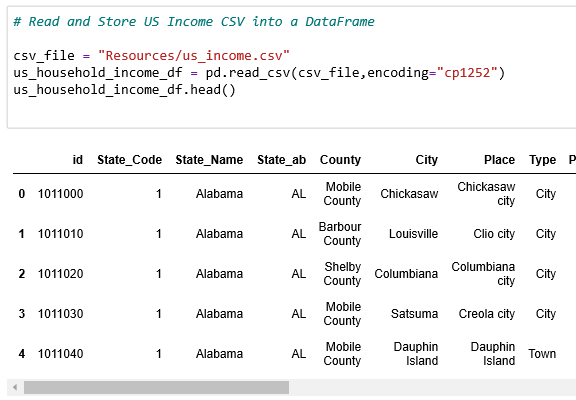 # Read and Store US Income CSV into a DataFrame
csv_file = "Resources/us_income.csv"
us_household_income_df = pd.read_csv(csv_file,encoding="cp1252")
us_household_income_df.head()
id State_Code State_Name State_ab County City Place Type P
0 1011000 1 Alabama AL Mobile County Chickasaw Chickasaw city City
1 1011010 1 Alabama AL Barbour County Louisville Clio city City
2 1011020 1 Alabama AL Shelby County Columbiana Columbiana city City
3 1011030 1 Alabama AL Mobile County Satsuma Creola city City
4 1011040 1 Alabama AL Mobile County Dauphin Island Dauphin Island Town